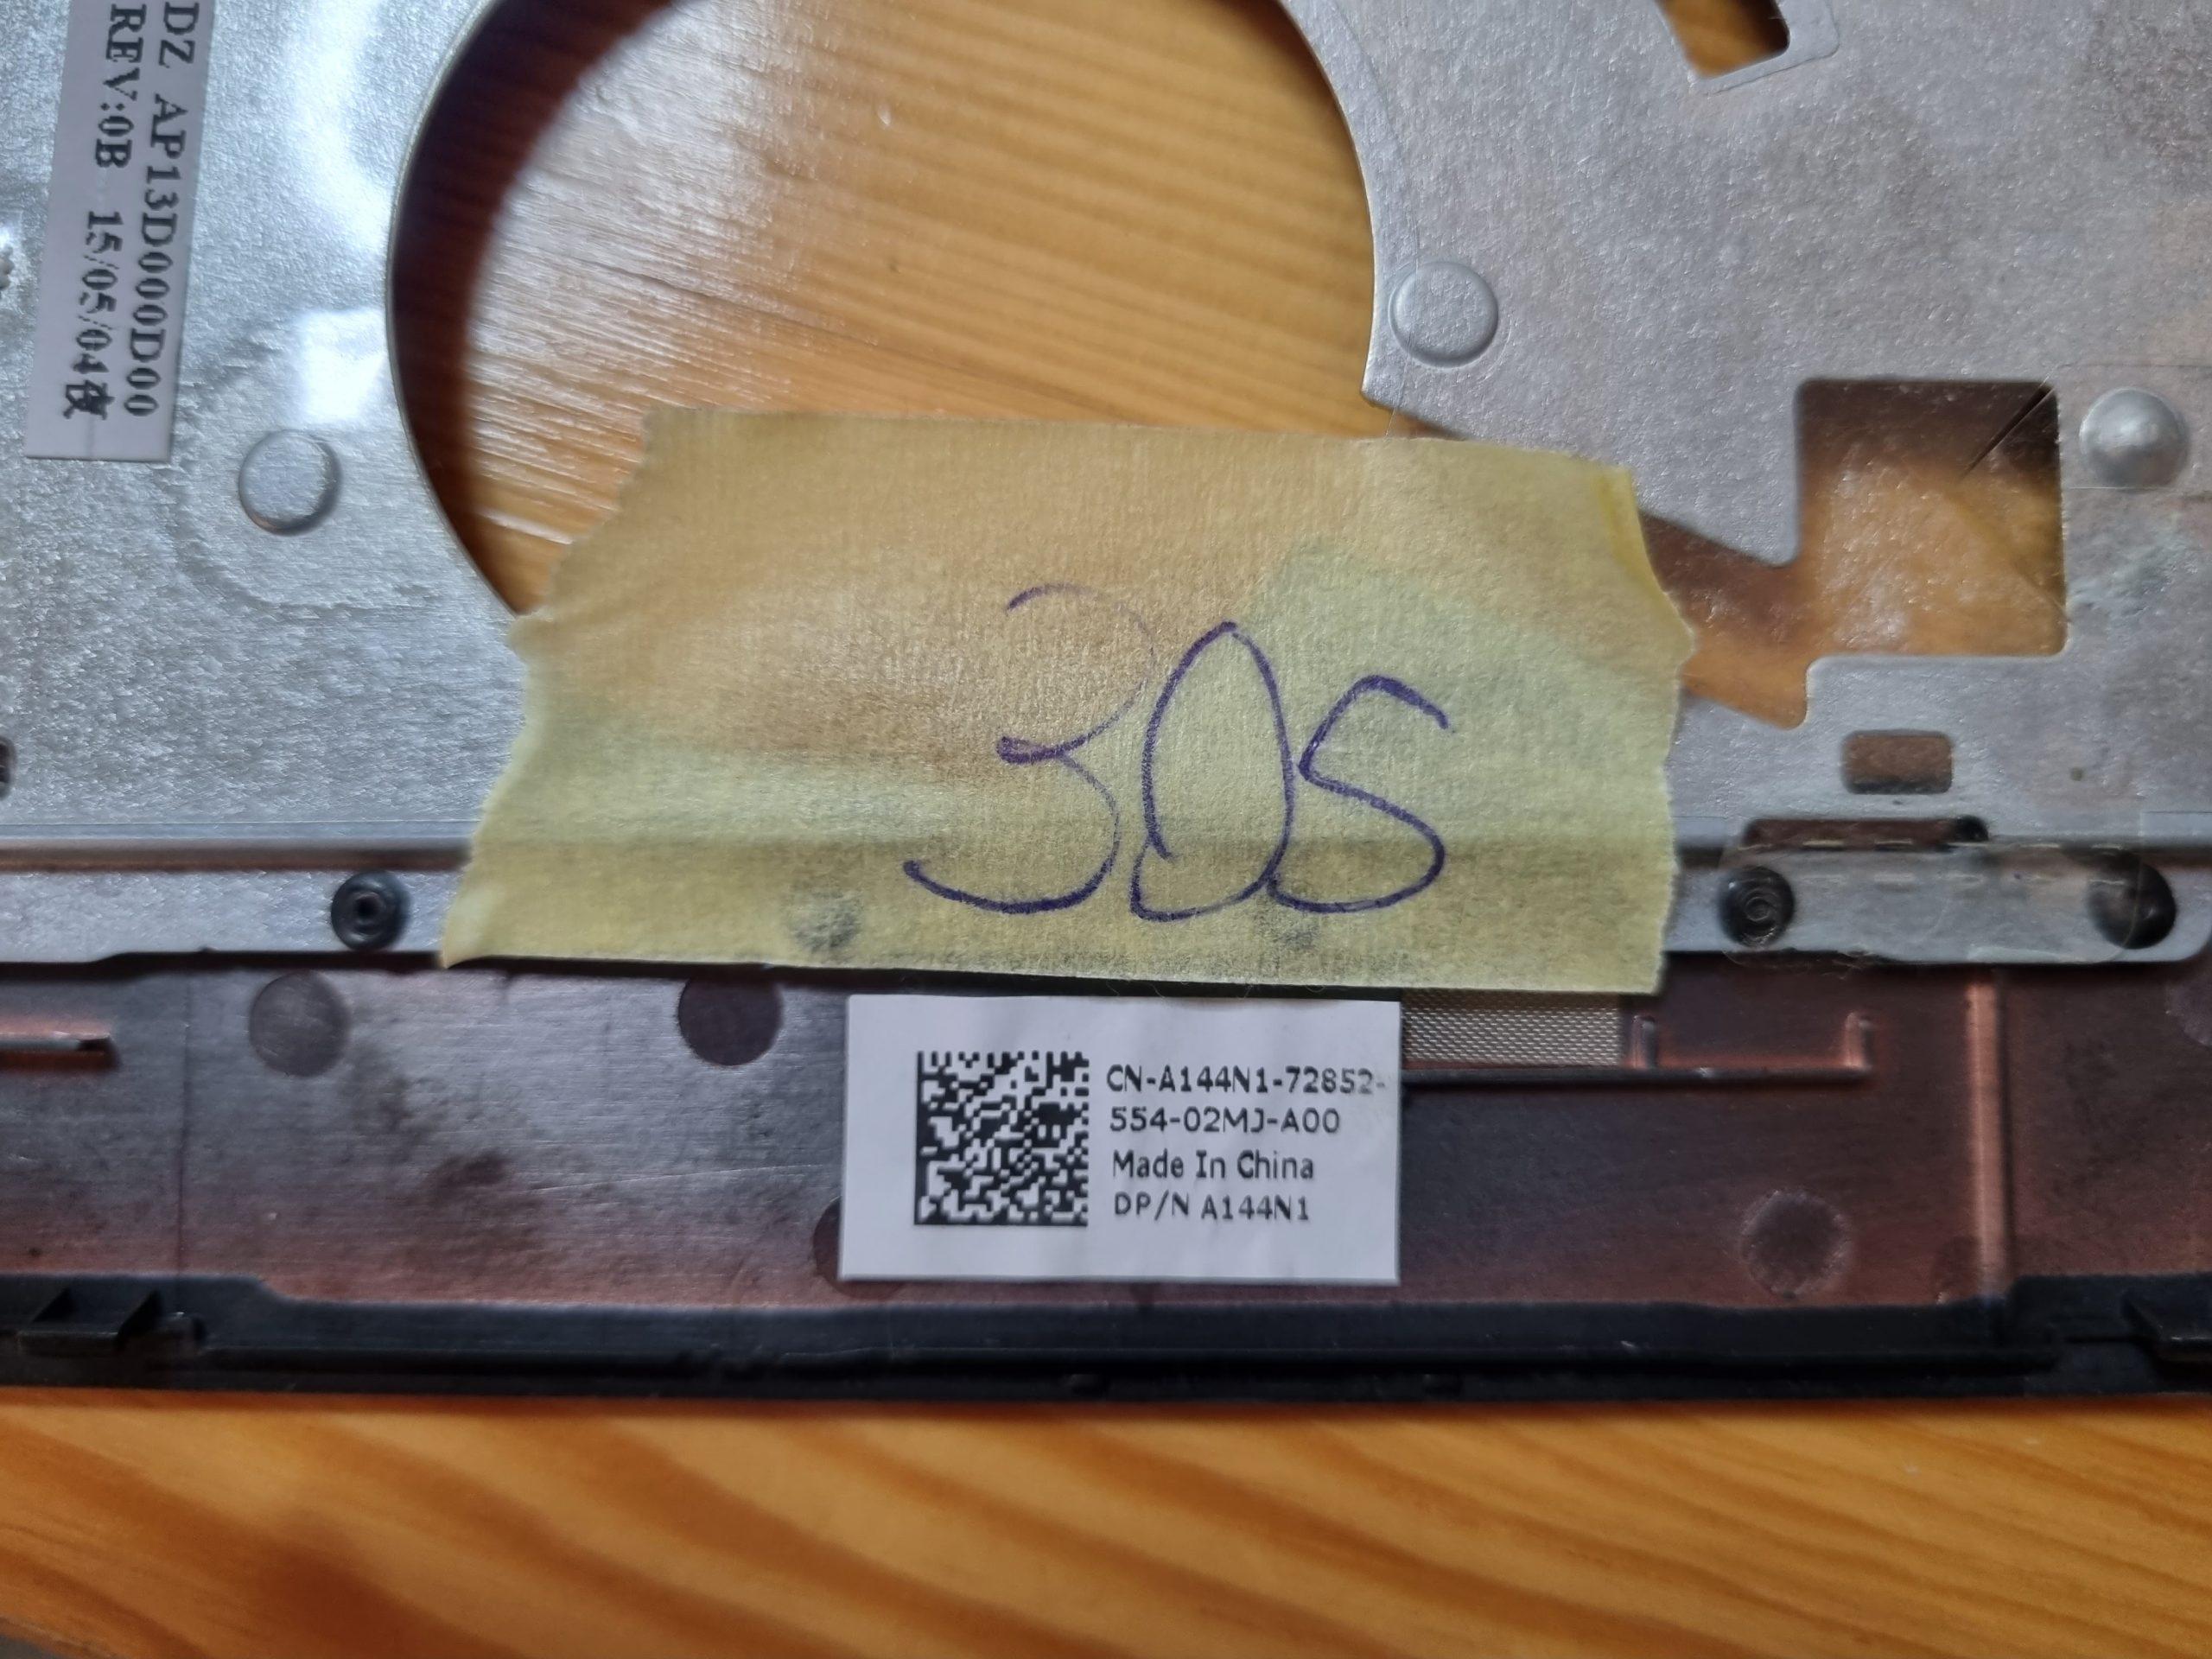 DZ AP13D000D00
REV:0B 15/05/04夜
305
CN-A144N1-72852-
554-02MJ-A00
Made In China
DP/N A144N1